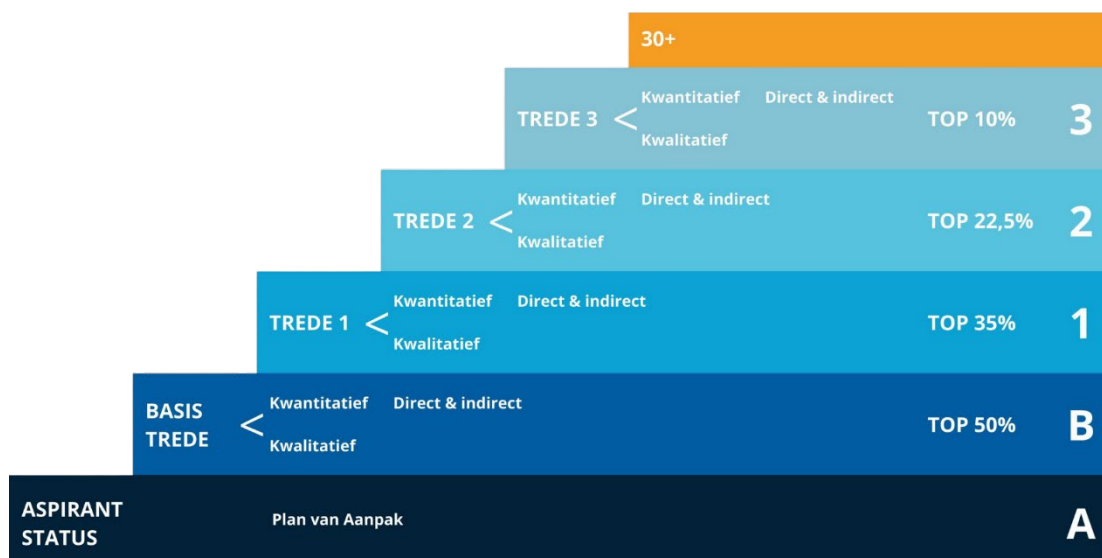 30+
Kwantitatief Direct & indirect
TREDE 3 < TOP 10% 3
Kwalitatief
Kwantitatief Direct & indirect
TREDE 2 < TOP 22,5% 2
Kwalitatief
Kwantitatief Direct & indirect
TREDE 1 < TOP 35% 1
Kwalitatief
Kwantitatief Direct & indirect
BASIS
TREDE < TOP 50% B
Kwalitatief
ASPIRANT
STATUS
Plan van Aanpak A